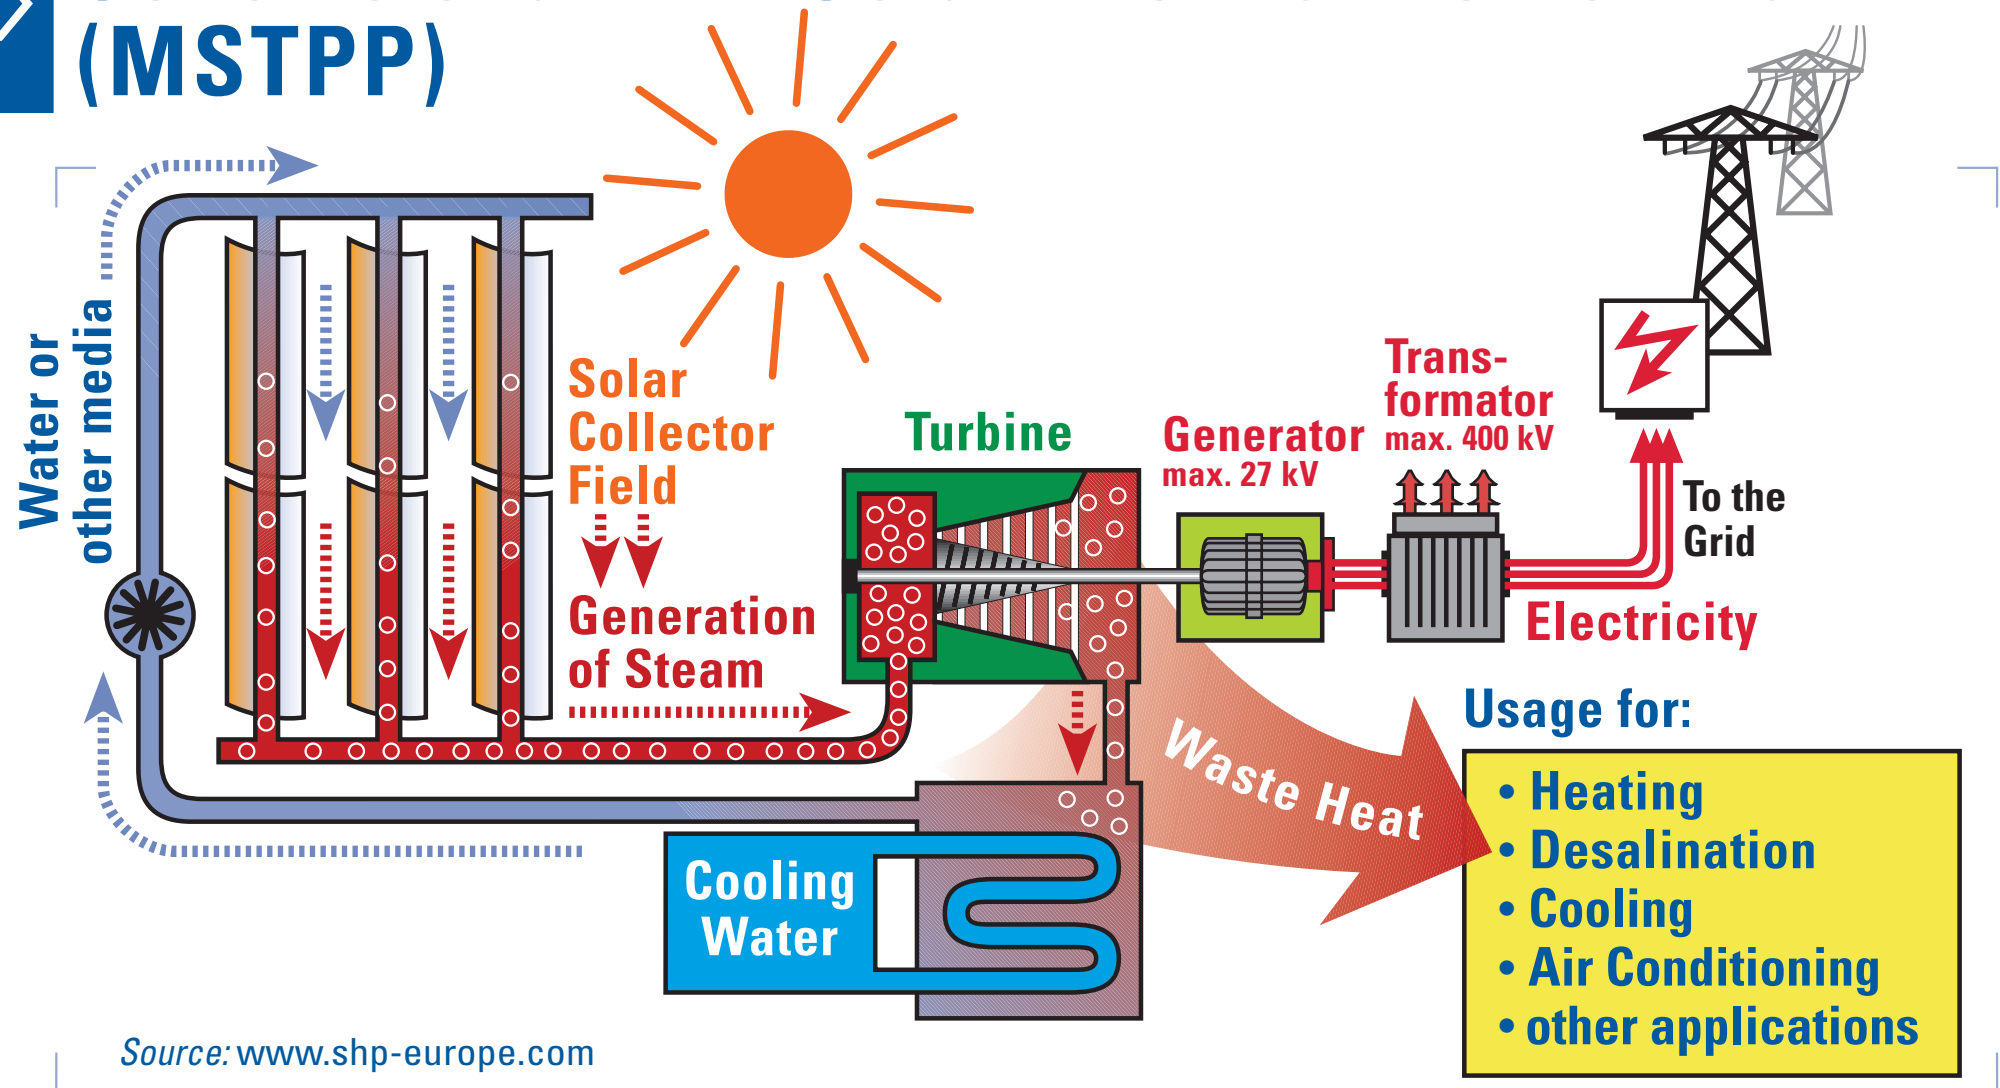 (MSTPP)
Water or
other media
Solar
Collector
Field
Generation
of Steam
Turbine
Generator
max. 27 kV
Trans-
formator
max. 400 kV
To the
Grid
Electricity
Waste Heat
Usage for:
• Heating
• Desalination
• Cooling
• Air Conditioning
• other applications
Cooling
Water
Source: www.shp-europe.com